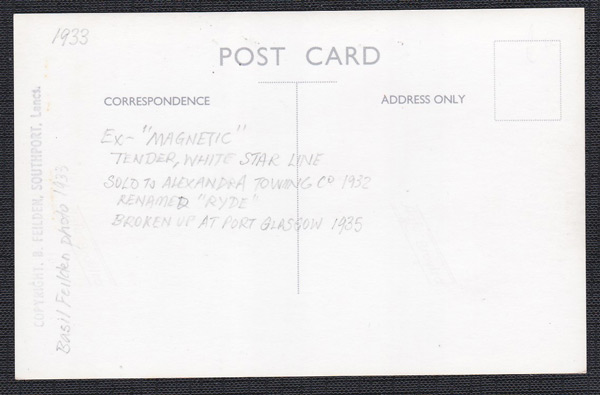 1933
POST CARD
CORRESPONDENCE
ADDRESS ONLY
EX- "MAGNETIC"
TENDER, WHITE STAR LINE
SOLD TO ALEXANDRA TOWING CO 1932
RENAMED "RYDE"
BROKEN UP AT PORT GLASGOW 1935
COPYRIGHT. B. FEILDEN, SOUTHPORT, Lancs.
Basil Feilden photo 1933